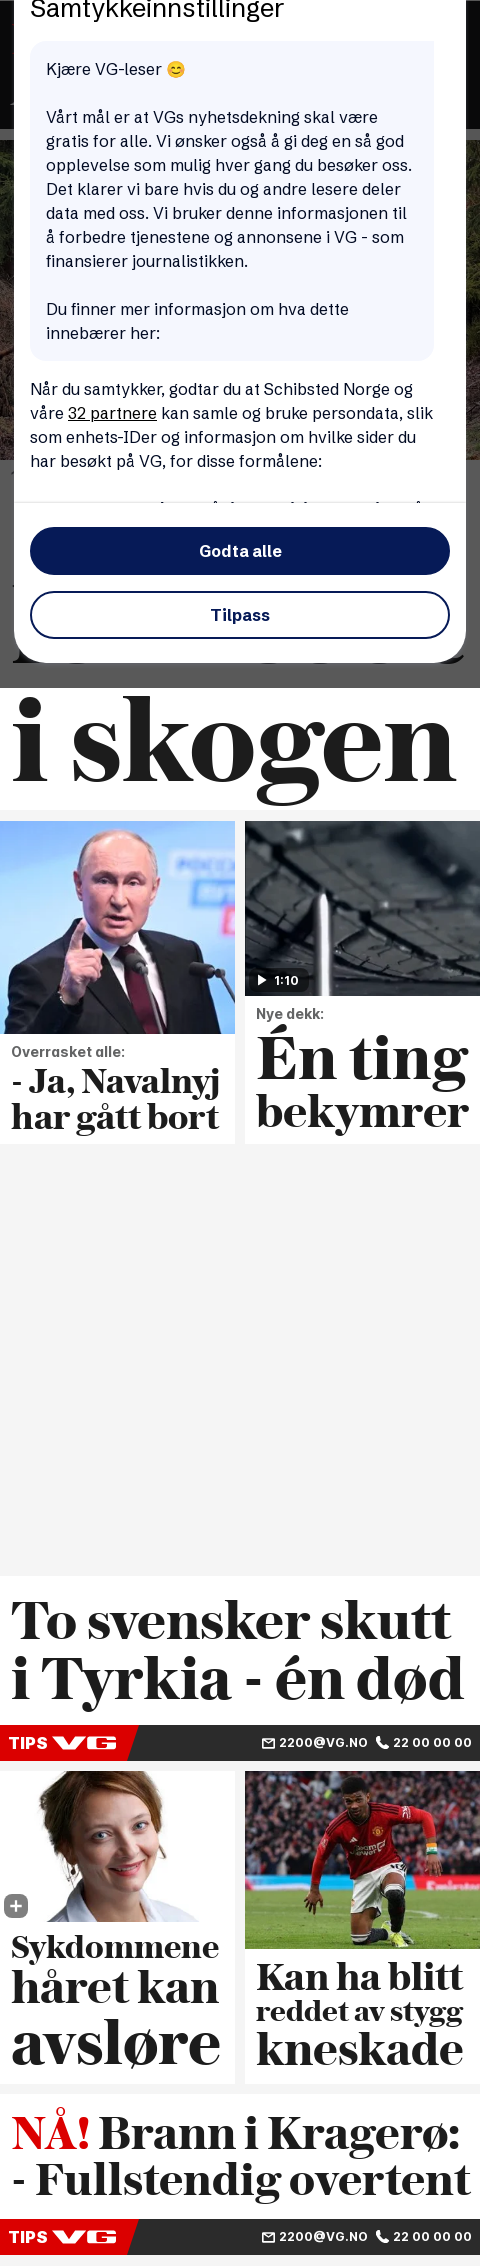 Samtykkeinnstillinger
Kjære VG-leser 😊
Vårt mål er at VGs nyhetsdekning skal være
gratis for alle. Vi ønsker også å gi deg en så god
opplevelse som mulig hver gang du besøker oss.
Det klarer vi bare hvis du og andre lesere deler
data med oss. Vi bruker denne informasjonen til
å forbedre tjenestene og annonsene i VG - som
finansierer journalistikken.
Du finner mer informasjon om hva dette
innebærer her:
Når du samtykker, godtar du at Schibsted Norge og
våre 32 partnere kan samle og bruke persondata, slik
som enhets-IDer og informasjon om hvilke sider du
har besøkt på VG, for disse formålene:
Godta alle
Tilpass
i skogen
Overrasket alle:
- Ja, Navalnyj
har gått bort
1:10
Nye dekk:
Én ting
bekymrer
To svensker skutt
i Tyrkia - én død
TIPS VG 2200@VG.NO 22 00 00 00
Sykdommene
håret kan
avsløre
Kan ha blitt
reddet av stygg
kneskade
NÅ! Brann i Kragerø:
- Fullstendig overtent
TIPS VG 2200@VG.NO 22 00 00 00